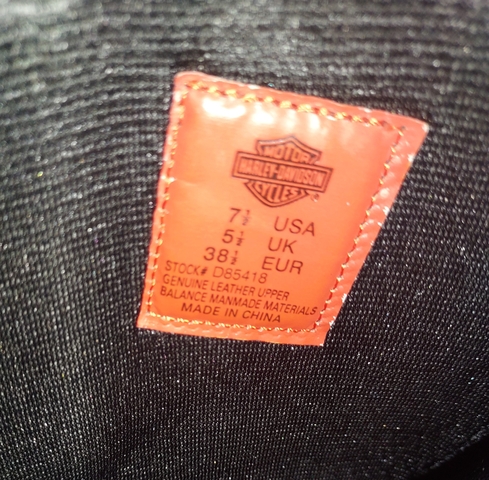 MOTOR
HARLEY-DAVIDSON
CYCLES
7½ USA
5½ UK
38½ EUR
STOCK# D85418
GENUINE LEATHER UPPER
BALANCE MANMADE MATERIALS
MADE IN CHINA